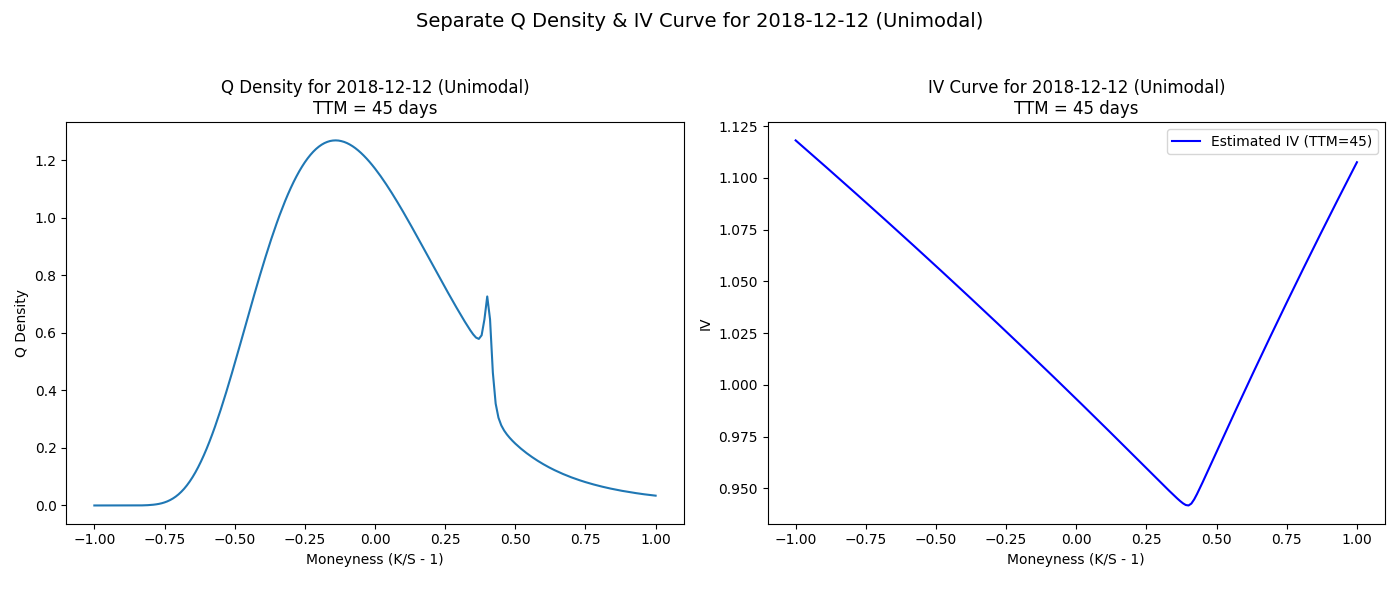 Separate Q Density & IV Curve for 2018-12-12 (Unimodal)
Q Density for 2018-12-12 (Unimodal)
TTM = 45 days
Q Density
1.2
1.0
0.8
0.6
0.4
0.2
0.0
−1.00 −0.75 −0.50 −0.25 0.00 0.25 0.50 0.75 1.00
Moneyness (K/S - 1)
IV Curve for 2018-12-12 (Unimodal)
TTM = 45 days
Estimated IV (TTM=45)
IV
1.125
1.100
1.075
1.050
1.025
1.000
0.975
0.950
−1.00 −0.75 −0.50 −0.25 0.00 0.25 0.50 0.75 1.00
Moneyness (K/S - 1)